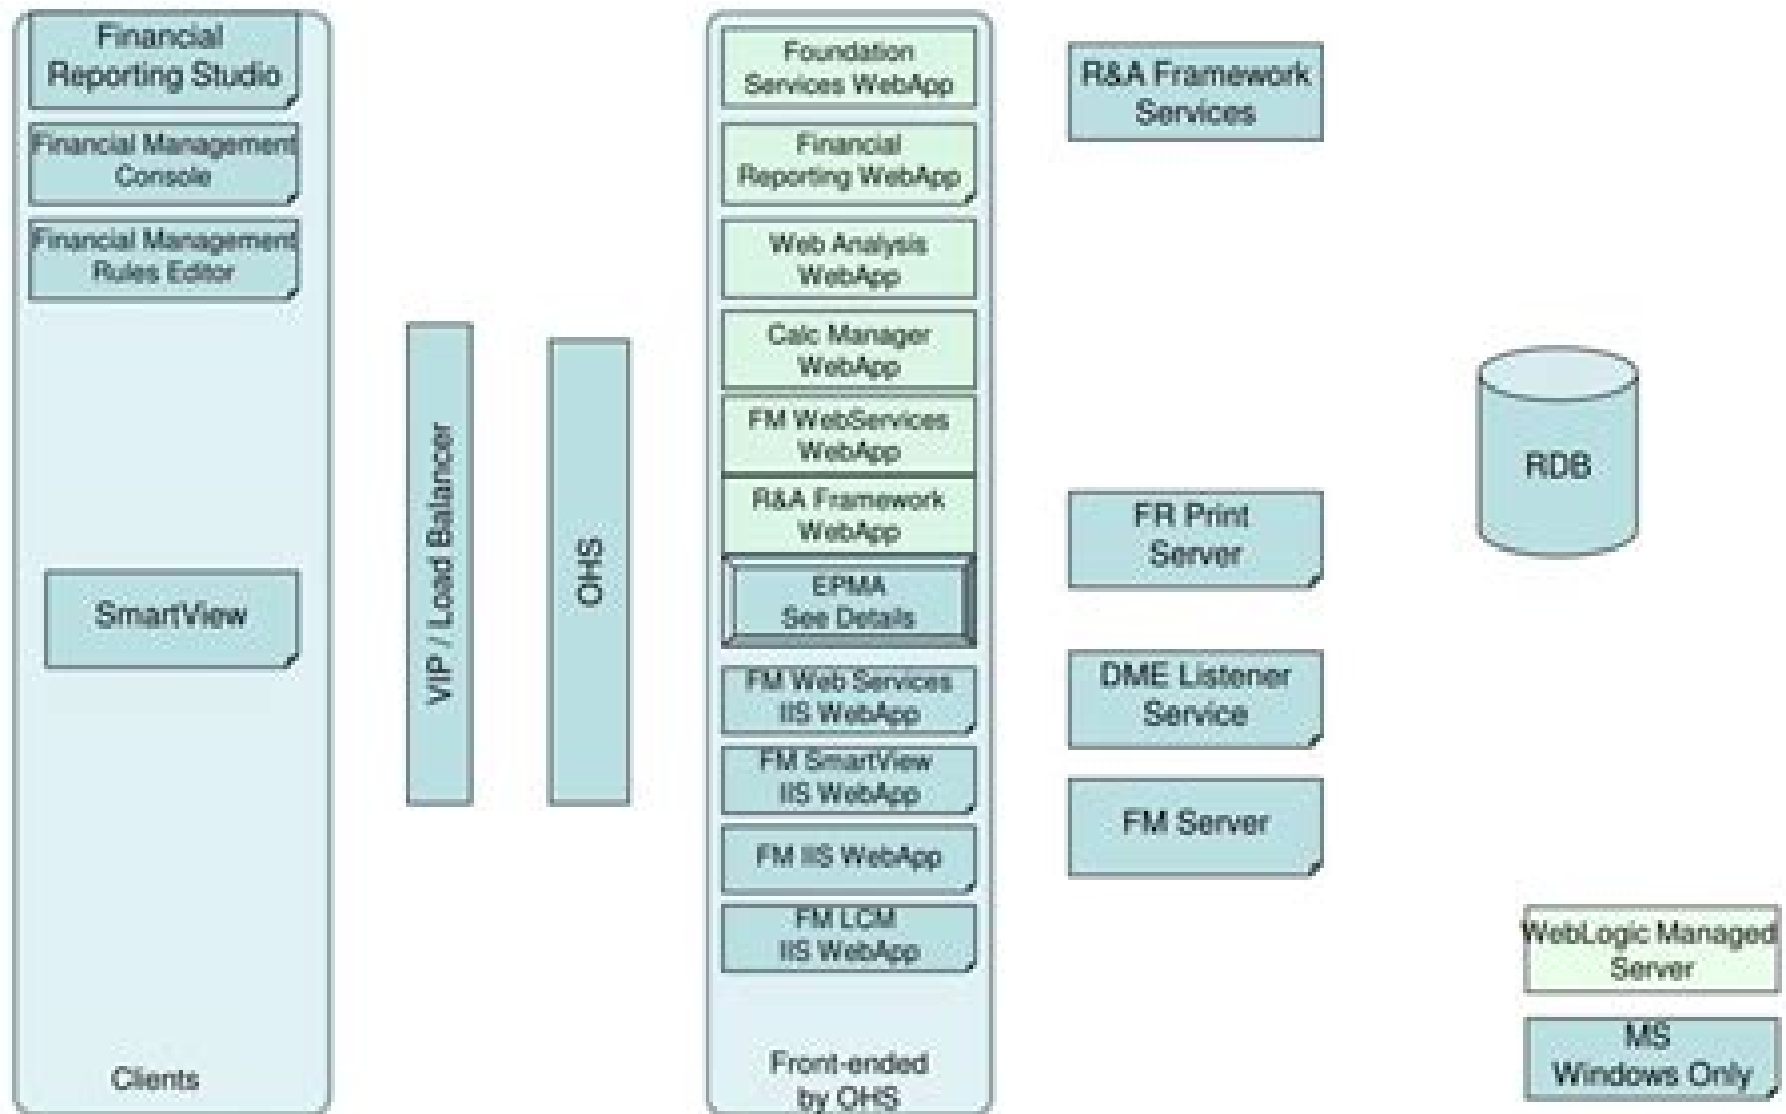 Financial
Reporting Studio
Financial Management
Console
Financial Management
Rules Editor
SmartView
Clients
VIP / Load Balancer
OHS
Foundation
Services WebApp
Financial
Reporting WebApp
Web Analysis
WebApp
Calc Manager
WebApp
FM WebServices
WebApp
R&A Framework
WebApp
EPMA
See Details
FM Web Services
IIS WebApp
FM SmartView
IIS WebApp
FM IIS WebApp
FM LCM
IIS WebApp
Front-ended
by OHS
R&A Framework
Services
FR Print
Server
DME Listener
Service
FM Server
RDB
WebLogic Managed
Server
MS
Windows Only